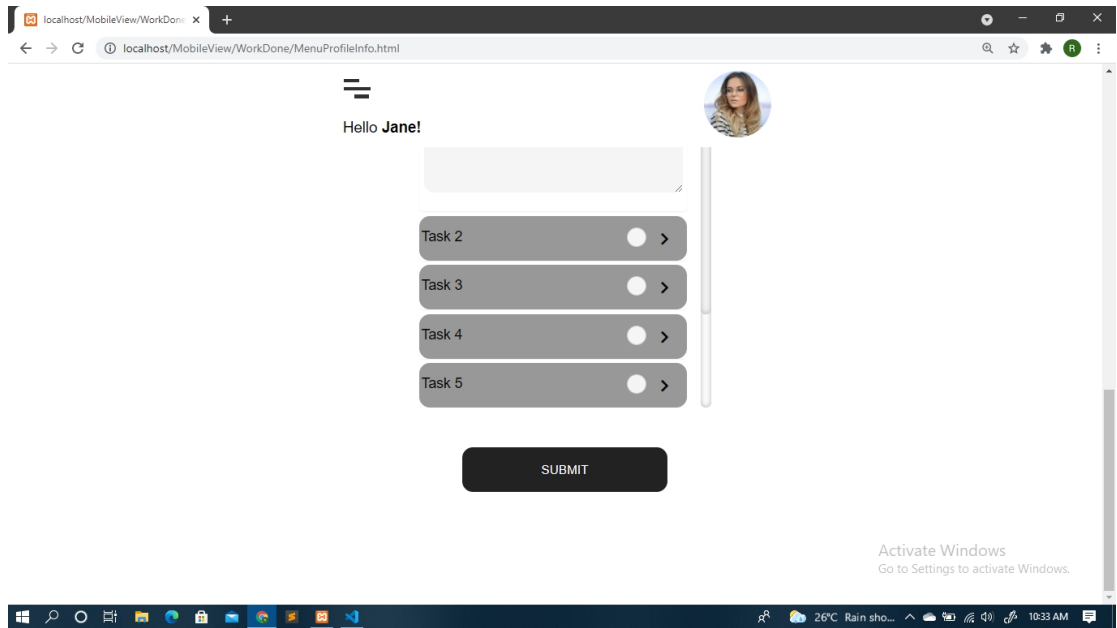 localhost/MobileView/WorkDone
localhost/MobileView/WorkDone/MenuProfileInfo.html
R
Hello Jane!
Task 2
Task 3
Task 4
Task 5
SUBMIT
Activate Windows
Go to Settings to activate Windows.
26°C Rain sho... 10:33 AM